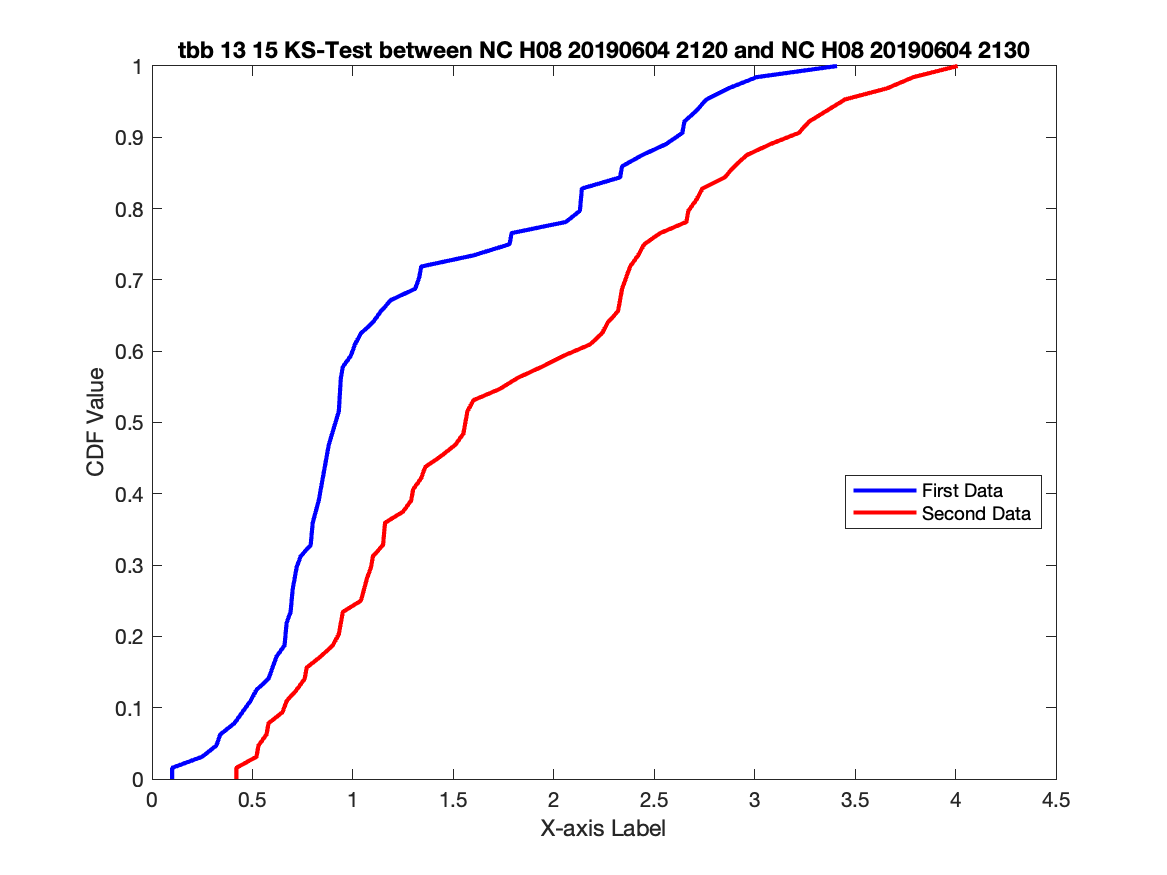 tbb 13 15 KS-Test between NC H08 20190604 2120 and NC H08 20190604 2130
1
0.9
0.8
0.7
0.6
0.5
0.4
0.3
0.2
0.1
0
CDF Value
First Data
Second Data
0 0.5 1 1.5 2 2.5 3 3.5 4 4.5
X-axis Label